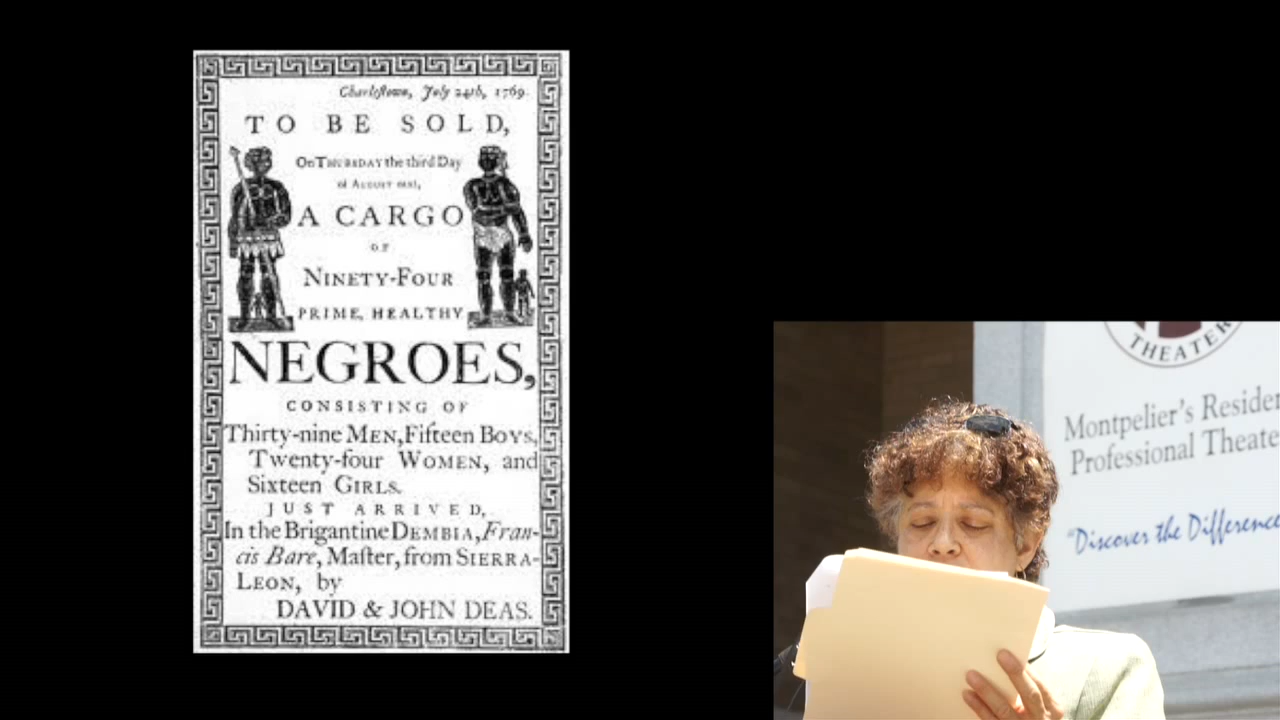 Charlestown, July 24th, 1769.
TO BE SOLD,
On THURSDAY the third Day
of AUGUST next,
A CARGO
OF
NINETY-FOUR
PRIME, HEALTHY
NEGROES,
CONSISTING OF
Thirty-nine MEN, Fifteen BOYS,
Twenty-four WOMEN, and
Sixteen GIRLS.
JUST ARRIVED,
In the Brigantine DEMBIA, Fran-
cis Bare, Maſter, from SIERRA-
LEON, by
DAVID & JOHN DEAS.
THEATER
Montpelier's Residen
Professional Theate
"Discover the Difference